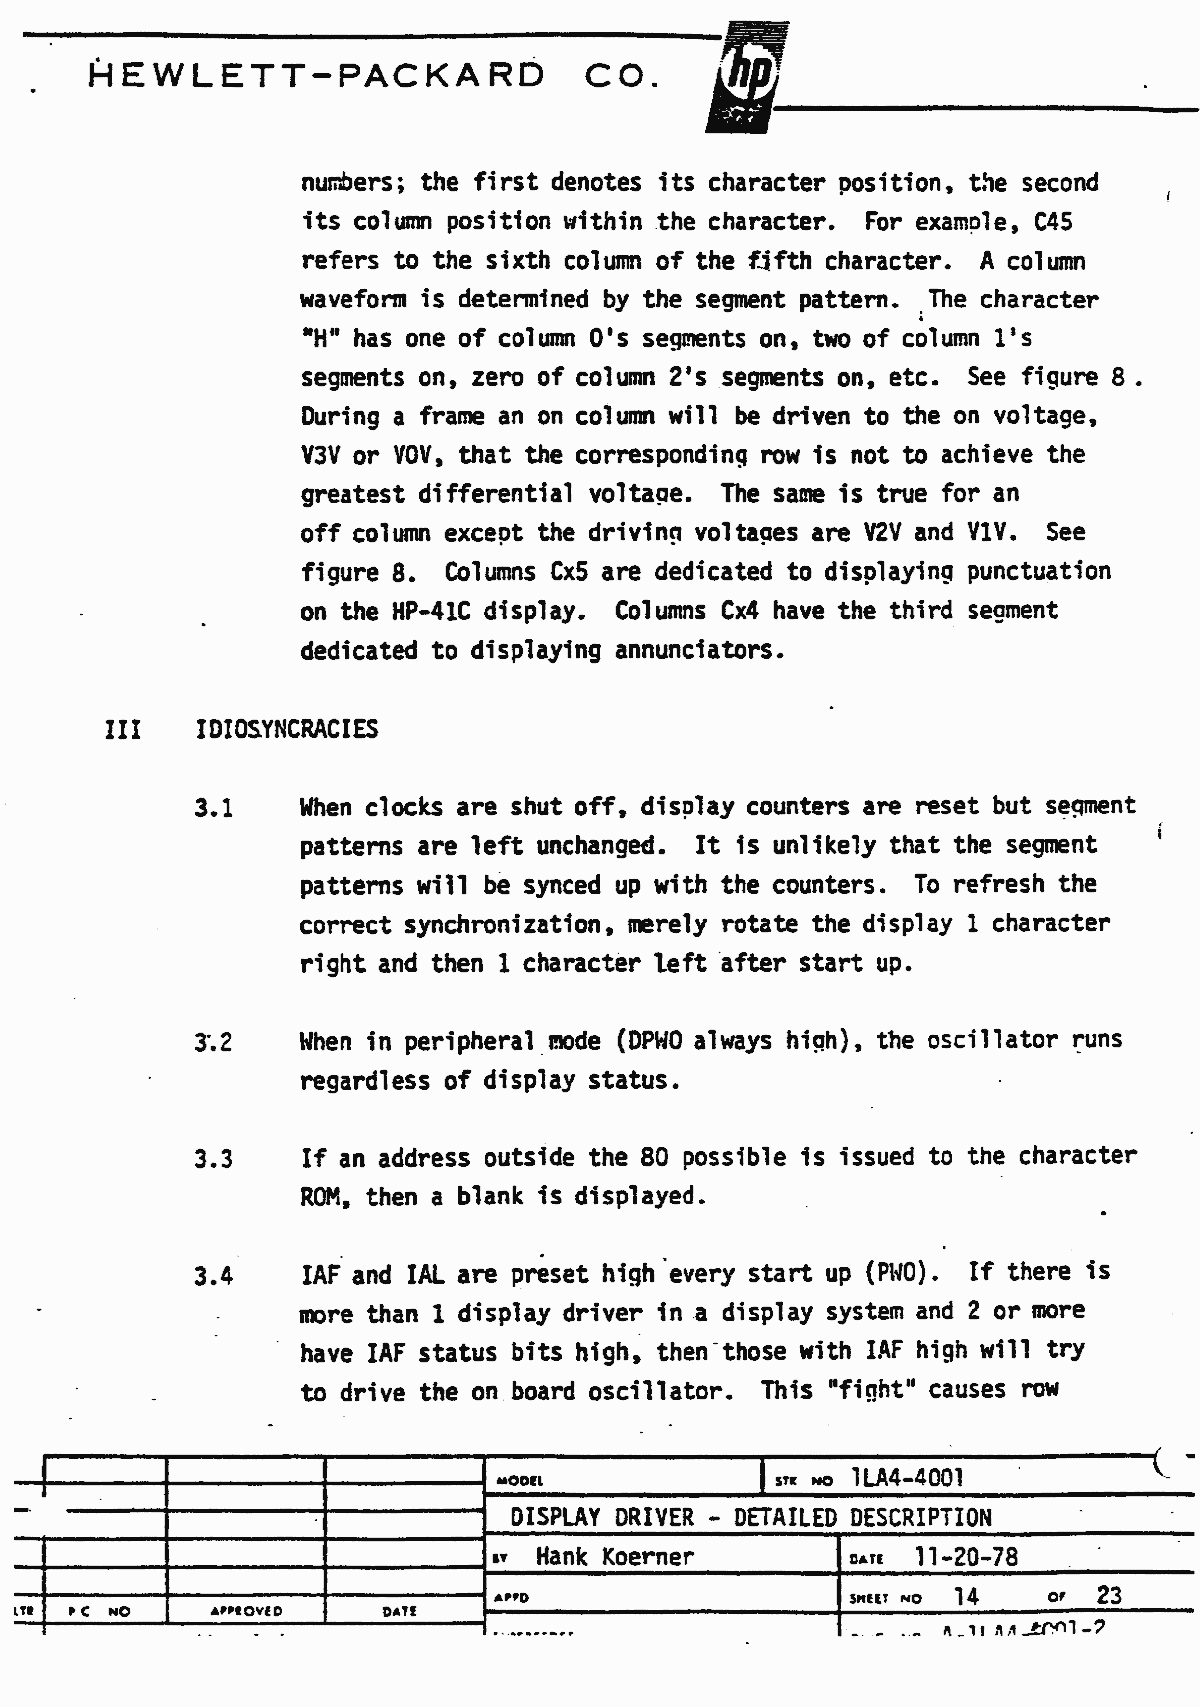 HEWLETT-PACKARD CO.
hp
numbers; the first denotes its character position, the second
its column position within the character. For example, C45
refers to the sixth column of the fifth character. A column
waveform is determined by the segment pattern. The character
"H" has one of column 0's segments on, two of column 1's
segments on, zero of column 2's segments on, etc. See figure 8.
During a frame an on column will be driven to the on voltage,
V3V or V0V, that the corresponding row is not to achieve the
greatest differential voltage. The same is true for an
off column except the driving voltages are V2V and V1V. See
figure 8. Columns Cx5 are dedicated to displaying punctuation
on the HP-41C display. Columns Cx4 have the third segment
dedicated to displaying annunciators.
III IDIOSYNCRACIES
3.1 When clocks are shut off, display counters are reset but segment
patterns are left unchanged. It is unlikely that the segment
patterns will be synced up with the counters. To refresh the
correct synchronization, merely rotate the display 1 character
right and then 1 character left after start up.
3.2 When in peripheral mode (DPWO always high), the oscillator runs
regardless of display status.
3.3 If an address outside the 80 possible is issued to the character
ROM, then a blank is displayed.
3.4 IAF and IAL are preset high every start up (PWO). If there is
more than 1 display driver in a display system and 2 or more
have IAF status bits high, then those with IAF high will try
to drive the on board oscillator. This "fight" causes row
MODEL STK NO 1LA4-4001
DISPLAY DRIVER - DETAILED DESCRIPTION
BY Hank Koerner DATE 11-20-78
APPD SHEET NO 14 OF 23
LTR PC NO APPROVED DATE
A-1LA4-4001-2